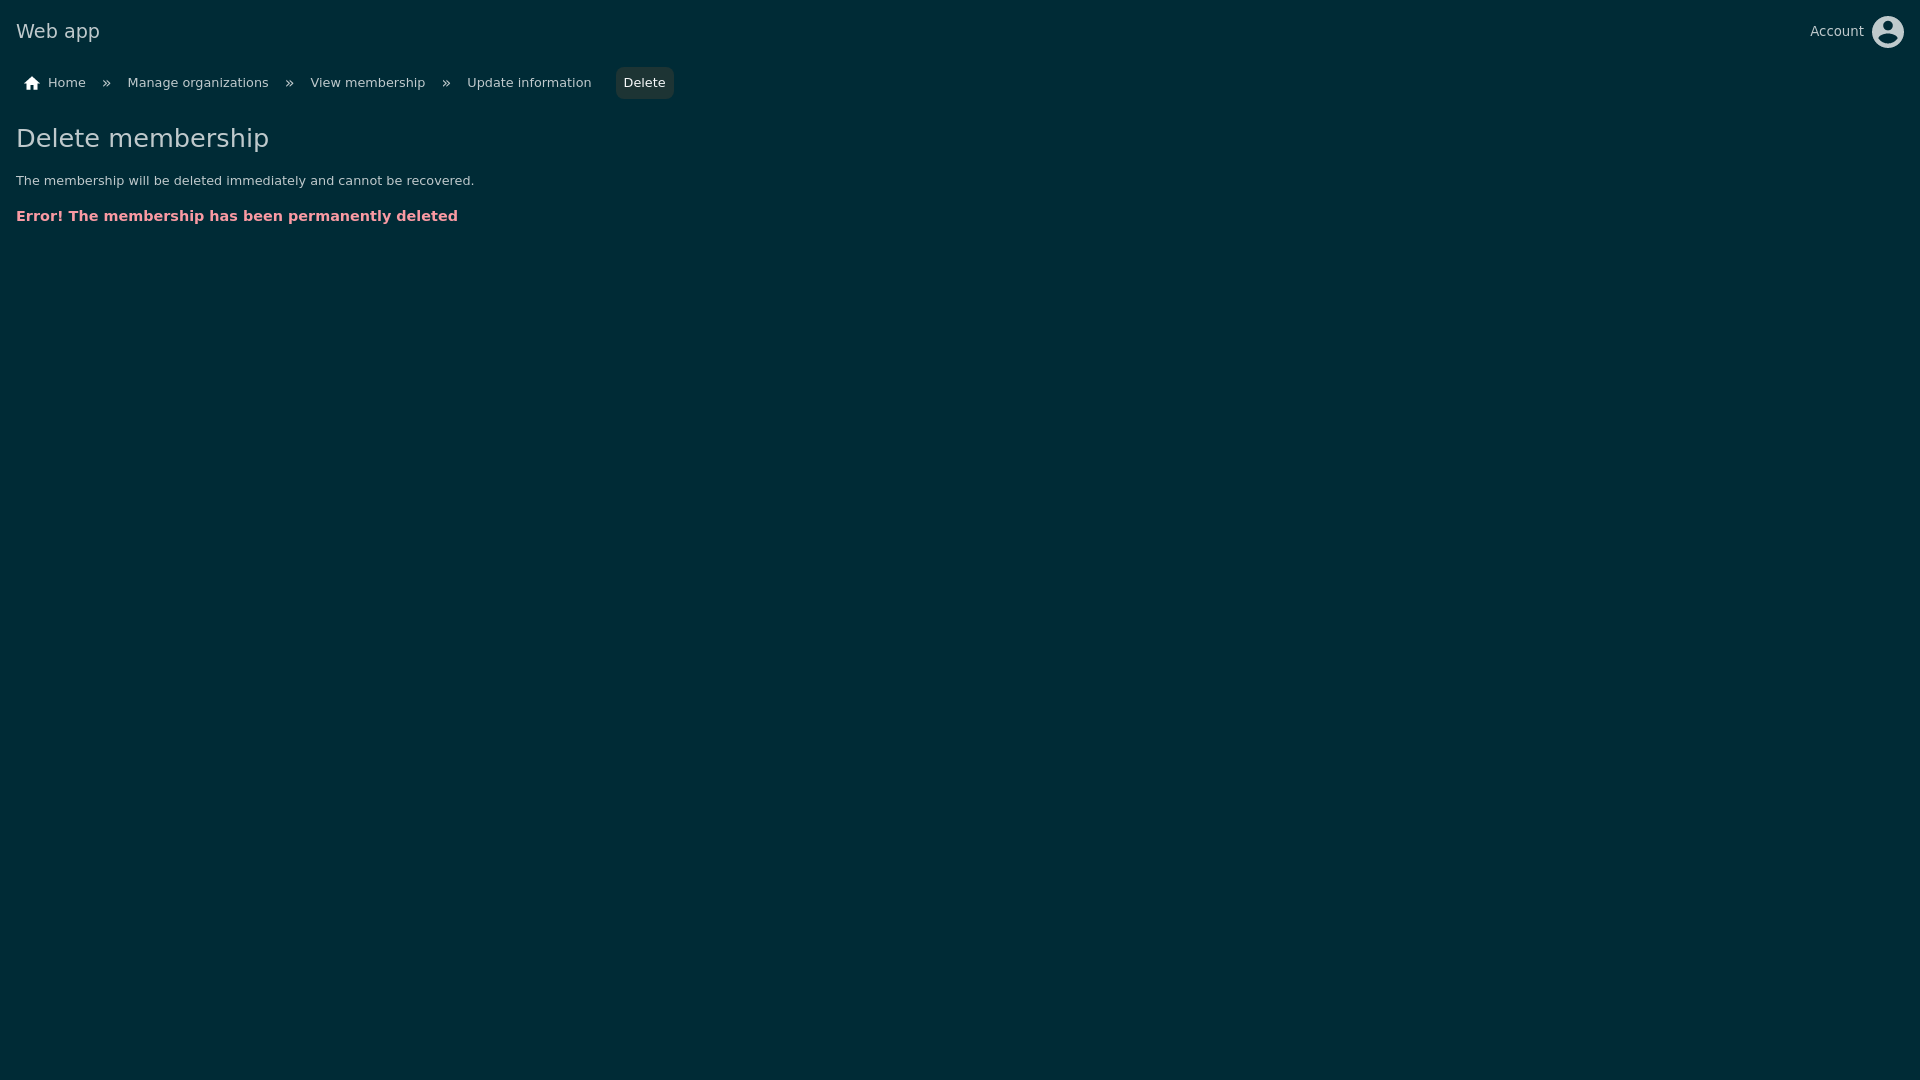 Web app
Account
Home » Manage organizations » View membership » Update information Delete
Delete membership
The membership will be deleted immediately and cannot be recovered.
Error! The membership has been permanently deleted